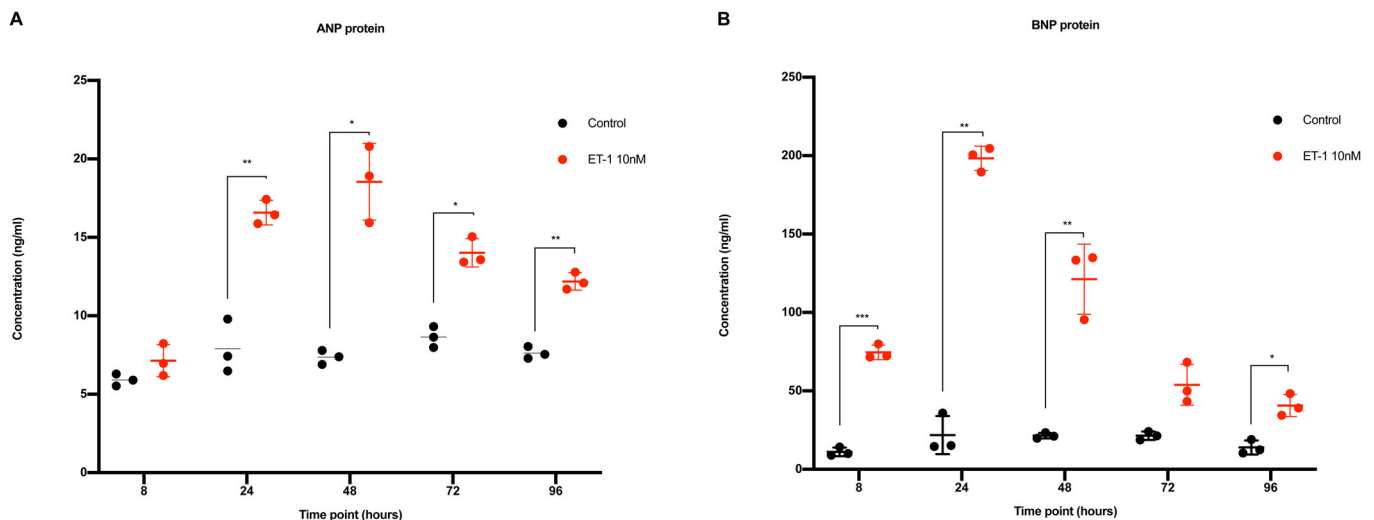 A
ANP protein
Concentration (ng/ml)
25
20
15
10
5
0
**
*
*
**
Control
ET-1 10nM
8 24 48 72 96
Time point (hours)
B
BNP protein
Concentration (ng/ml)
250
200
150
100
50
0
***
**
**
*
Control
ET-1 10nM
8 24 48 72 96
Time point (hours)